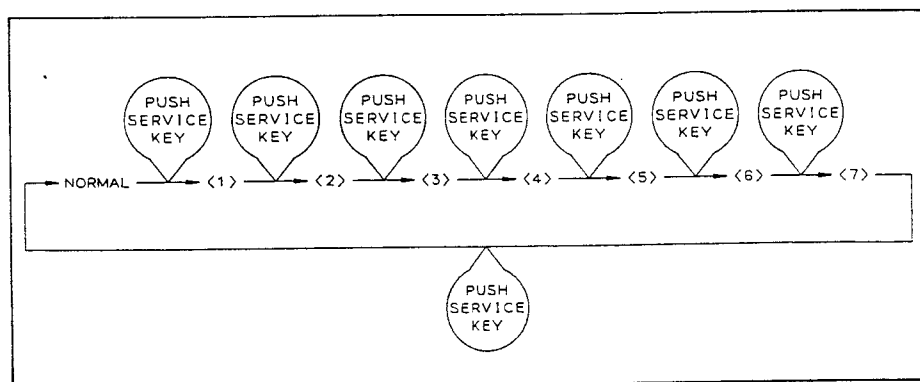 PUSH
SERVICE
KEY
PUSH
SERVICE
KEY
PUSH
SERVICE
KEY
PUSH
SERVICE
KEY
PUSH
SERVICE
KEY
PUSH
SERVICE
KEY
PUSH
SERVICE
KEY
NORMAL <1> <2> <3> <4> <5> <6> <7>
PUSH
SERVICE
KEY